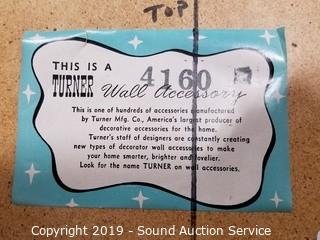 TOP
THIS IS A
TURNER Wall Accessory
4160
This is one of hundreds of accessories manufactured
by Turner Mfg. Co., America's largest producer of
decorative accessories for the home.
Turner's staff of designers are constantly creating
new types of decorator wall accessories to make
your home smarter, brighter and lovelier.
Look for the name TURNER on wall accessories.
Copyright 2019 - Sound Auction Service